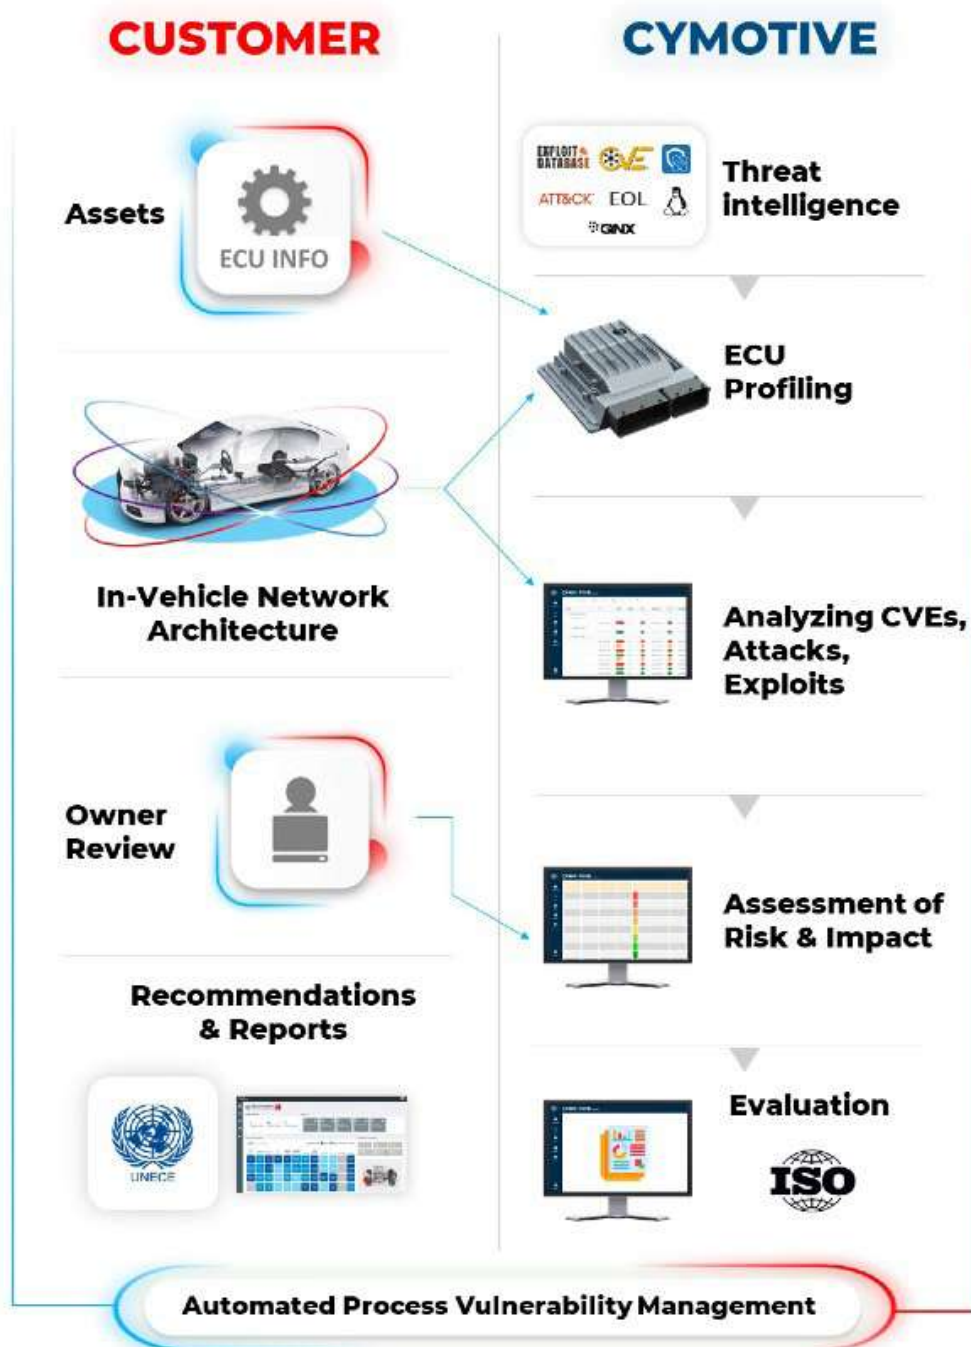 CUSTOMER
CYMOTIVE
Assets
ECU INFO
EXPLOIT
DATABASE
CVE
ATT&CK
EOL
QNX
Threat
intelligence
ECU
Profiling
In-Vehicle Network
Architecture
Analyzing CVEs,
Attacks,
Exploits
Owner
Review
Assessment of
Risk & Impact
Recommendations
& Reports
UNECE
Evaluation
ISO
Automated Process Vulnerability Management